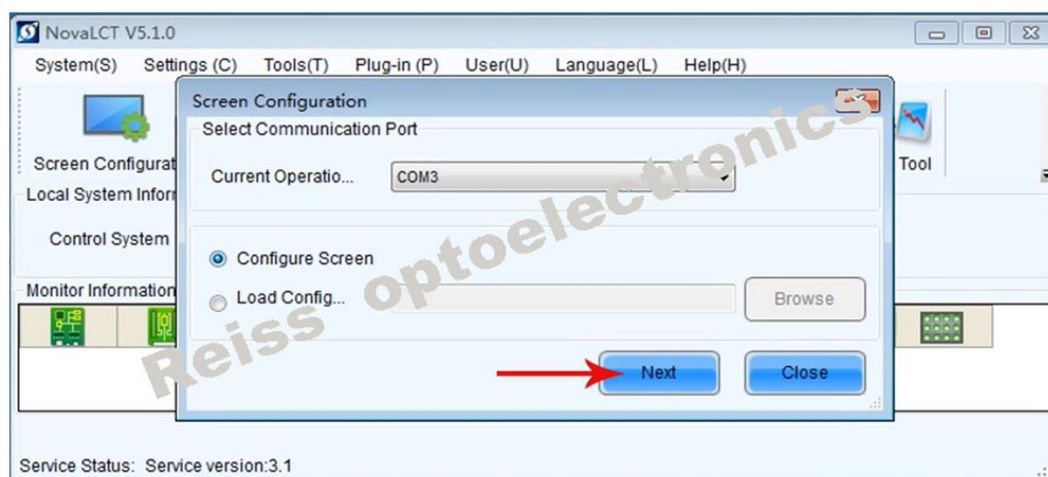 NovaLCT V5.1.0
System(S) Settings (C) Tools(T) Plug-in (P) User(U) Language(L) Help(H)
Screen Configuration
Select Communication Port
Screen Configurat
Tool
Current Operatio... COM3
Local System Inforr
Control System
Configure Screen
Monitor Information
Load Config... Browse
Next Close
Service Status: Service version:3.1
Reiss optoelectronics